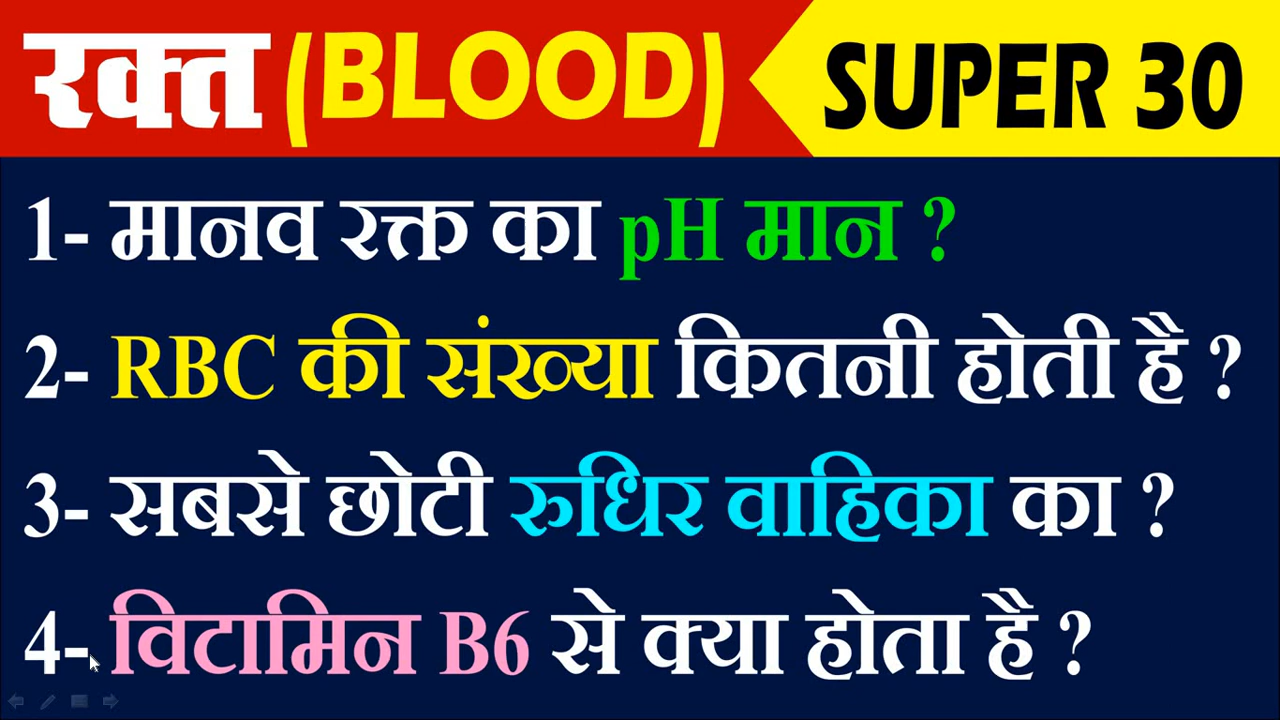 रक्त (BLOOD) SUPER 30
1- मानव रक्त का pH मान ?
2- RBC की संख्या कितनी होती है ?
3- सबसे छोटी रुधिर वाहिका का ?
4- विटामिन B6 से क्या होता है ?